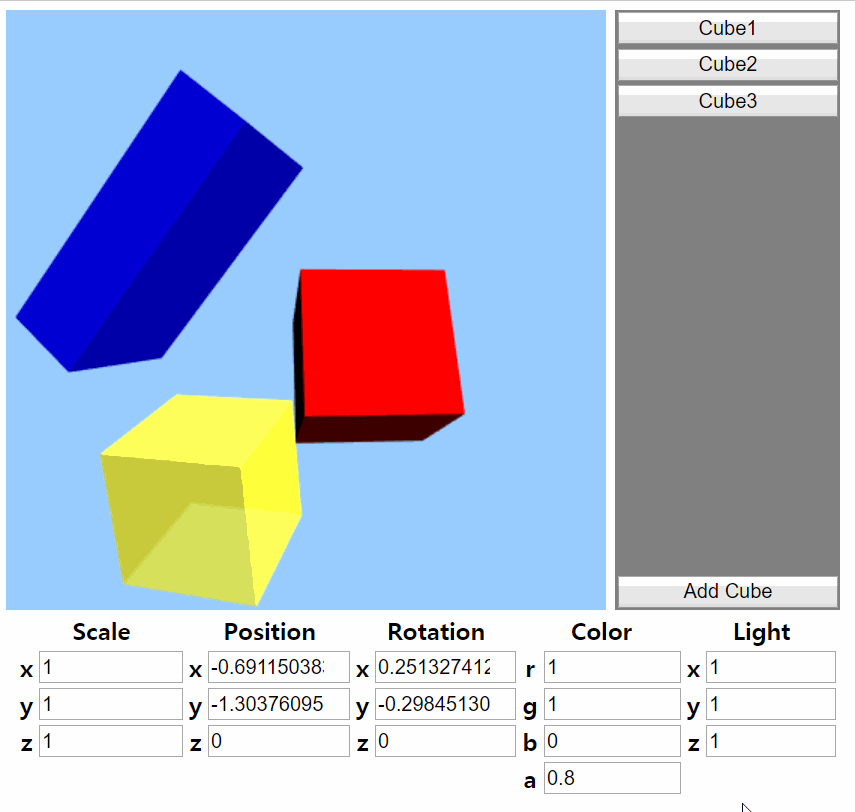 Cube1
Cube2
Cube3
Add Cube
Scale Position Rotation Color Light
x 1 x -0.69115038 x 0.251327412 r 1 x 1
y 1 y -1.30376095 y -0.29845130 g 1 y 1
z 1 z 0 z 0 b 0 z 1
a 0.8